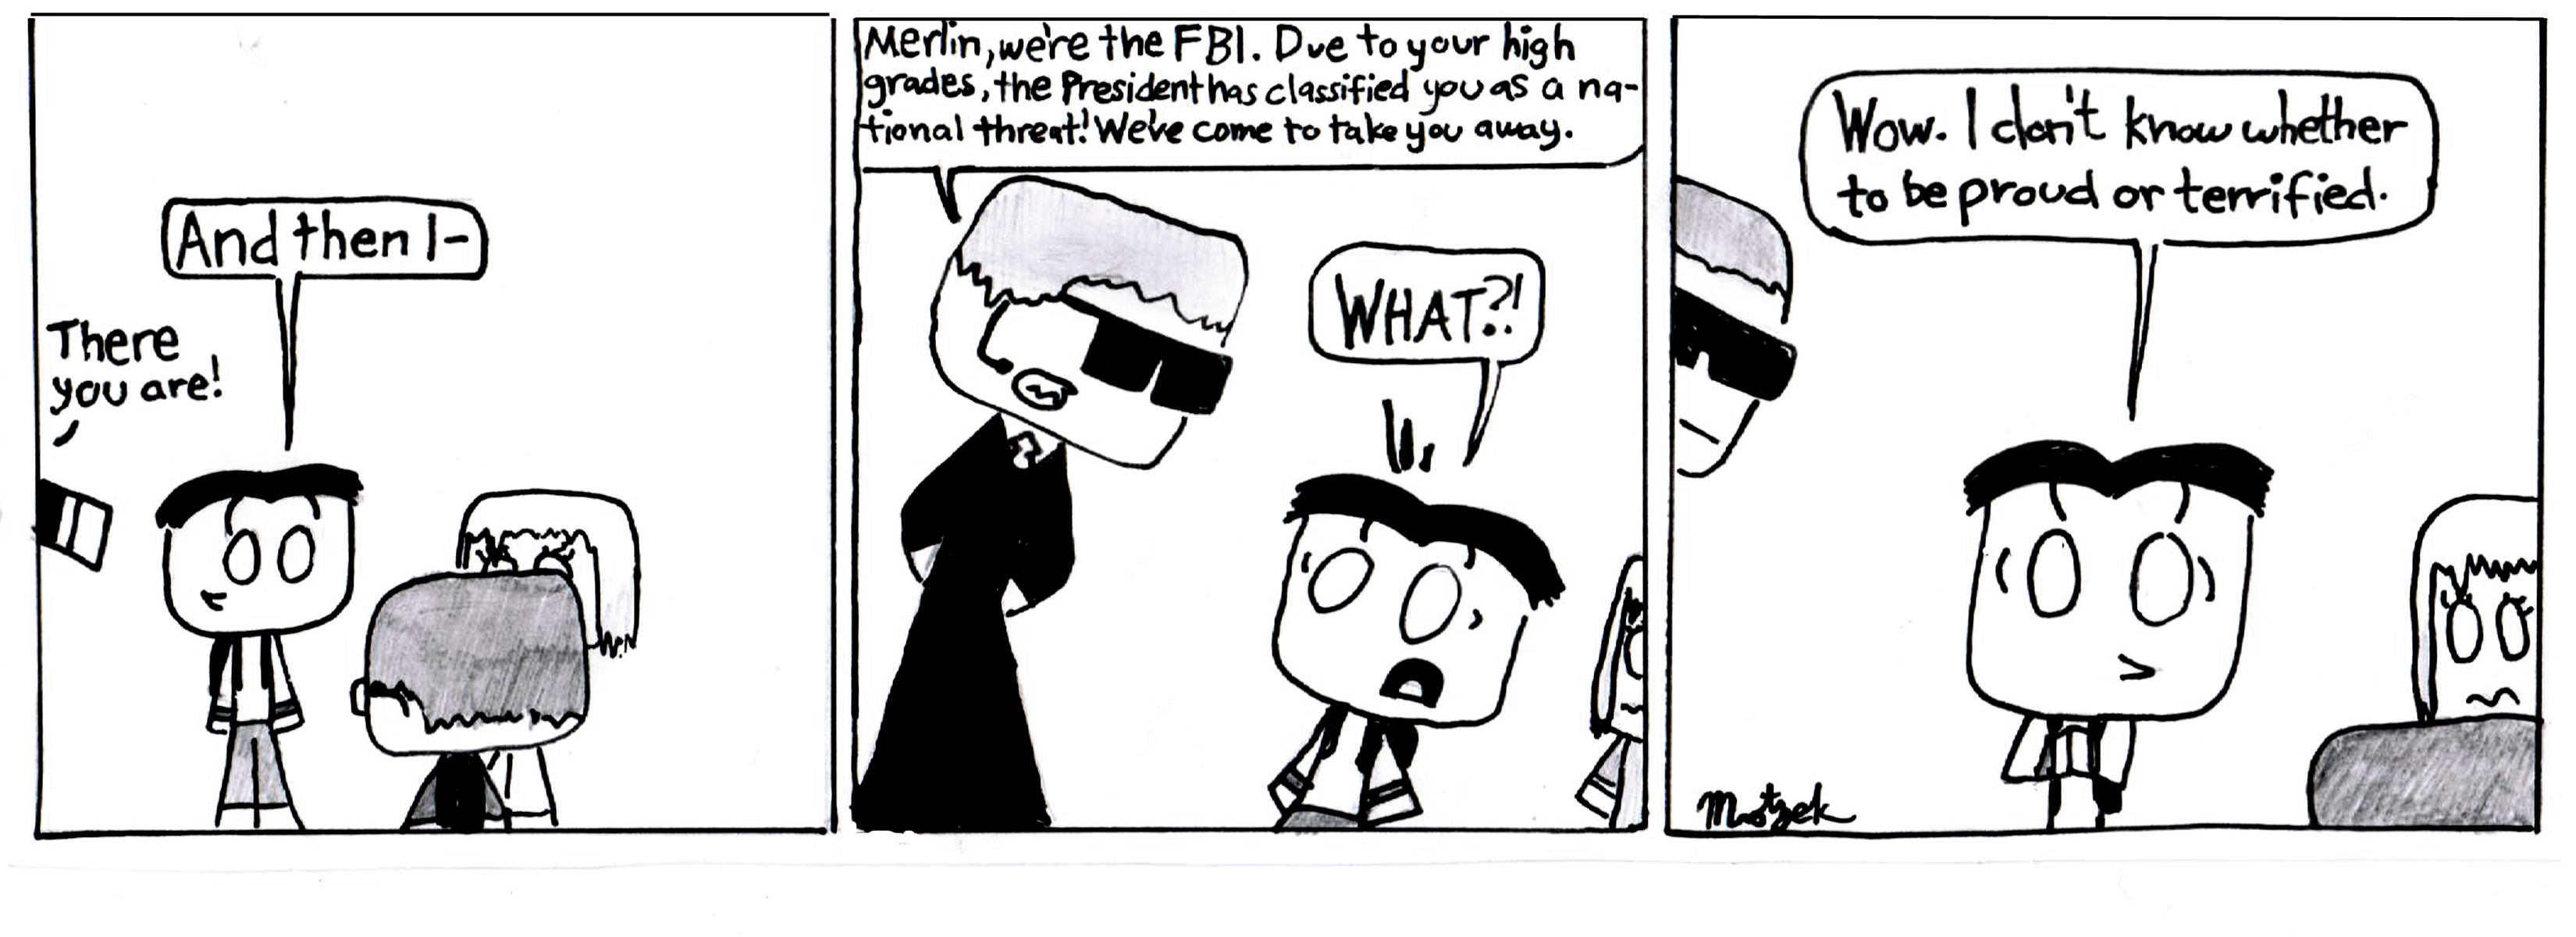 And then I-
There
you are!
Merlin, we're the FBI. Due to your high
grades, the President has classified you as a na-
tional threat! We've come to take you away.
WHAT?!
Wow. I don't know whether
to be proud or terrified.